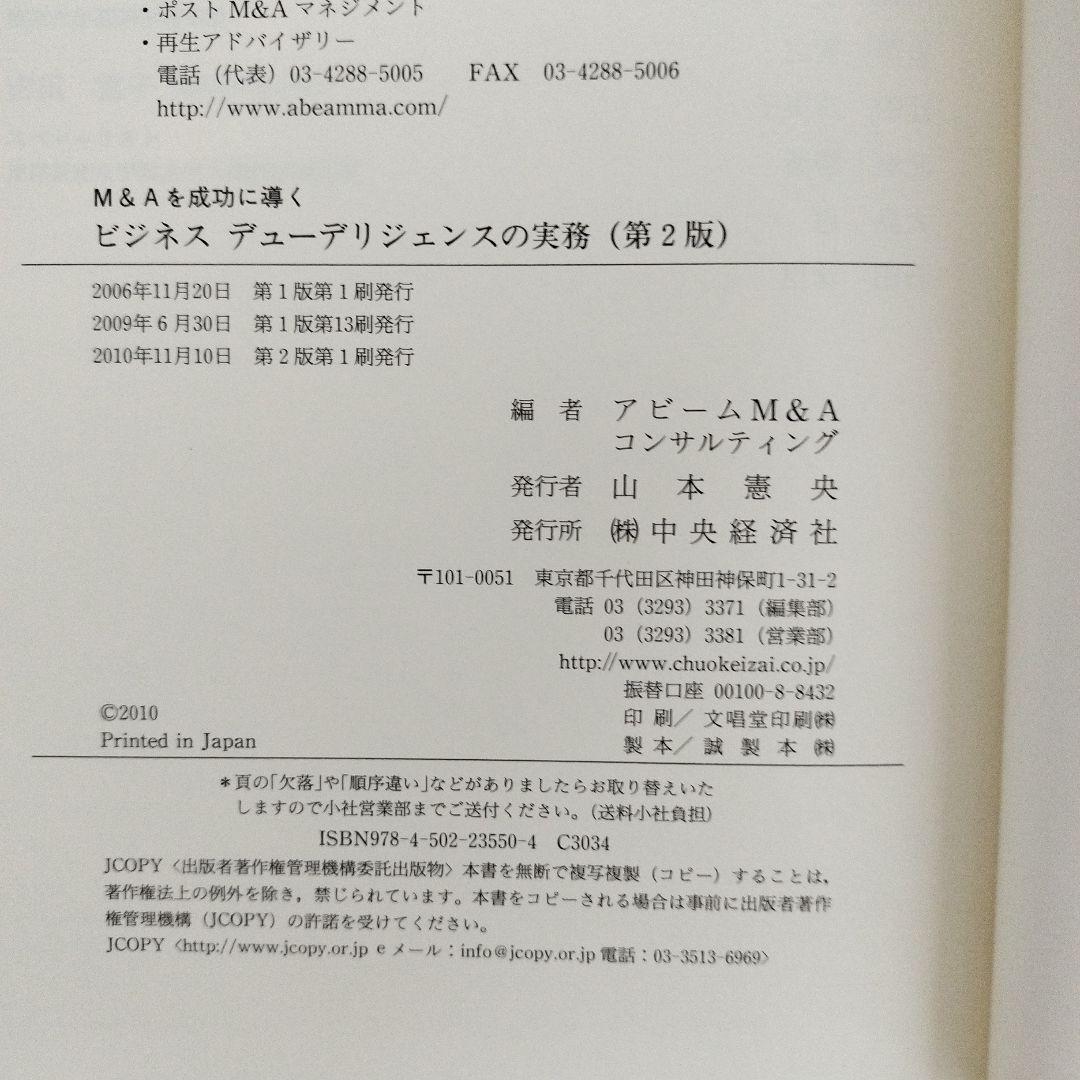 ・ポスト M&A マネジメント
・再生アドバイザリー
電話（代表）03-4288-5005　FAX　03-4288-5006
http://www.abeamma.com/
M & A を成功に導く
ビジネス デューデリジェンスの実務（第２版）
2006年11月20日　第１版第１刷発行
2009年６月30日　第１版第13刷発行
2010年11月10日　第２版第１刷発行
編　者　アビームM＆A
コンサルティング
発行者　山　本　憲　央
発行所　㈱中央経済社
〒101-0051　東京都千代田区神田神保町1-31-2
電話 03（3293）3371（編集部）
03（3293）3381（営業部）
http://www.chuokeizai.co.jp/
振替口座 00100-8-8432
印 刷／ 文唱堂印刷㈱
製 本／ 誠 製 本 ㈱
©2010
Printed in Japan
＊頁の「欠落」や「順序違い」などがありましたらお取り替えいた
しますので小社営業部までご送付ください。（送料小社負担）
ISBN978-4-502-23550-4　C3034
JCOPY〈出版者著作権管理機構委託出版物〉本書を無断で複写複製（コピー）することは，
著作権法上の例外を除き，禁じられています。本書をコピーされる場合は事前に出版者著作
権管理機構（JCOPY）の許諾を受けてください。
JCOPY〈http://www.jcopy.or.jp eメール：info@jcopy.or.jp 電話：03-3513-6969〉